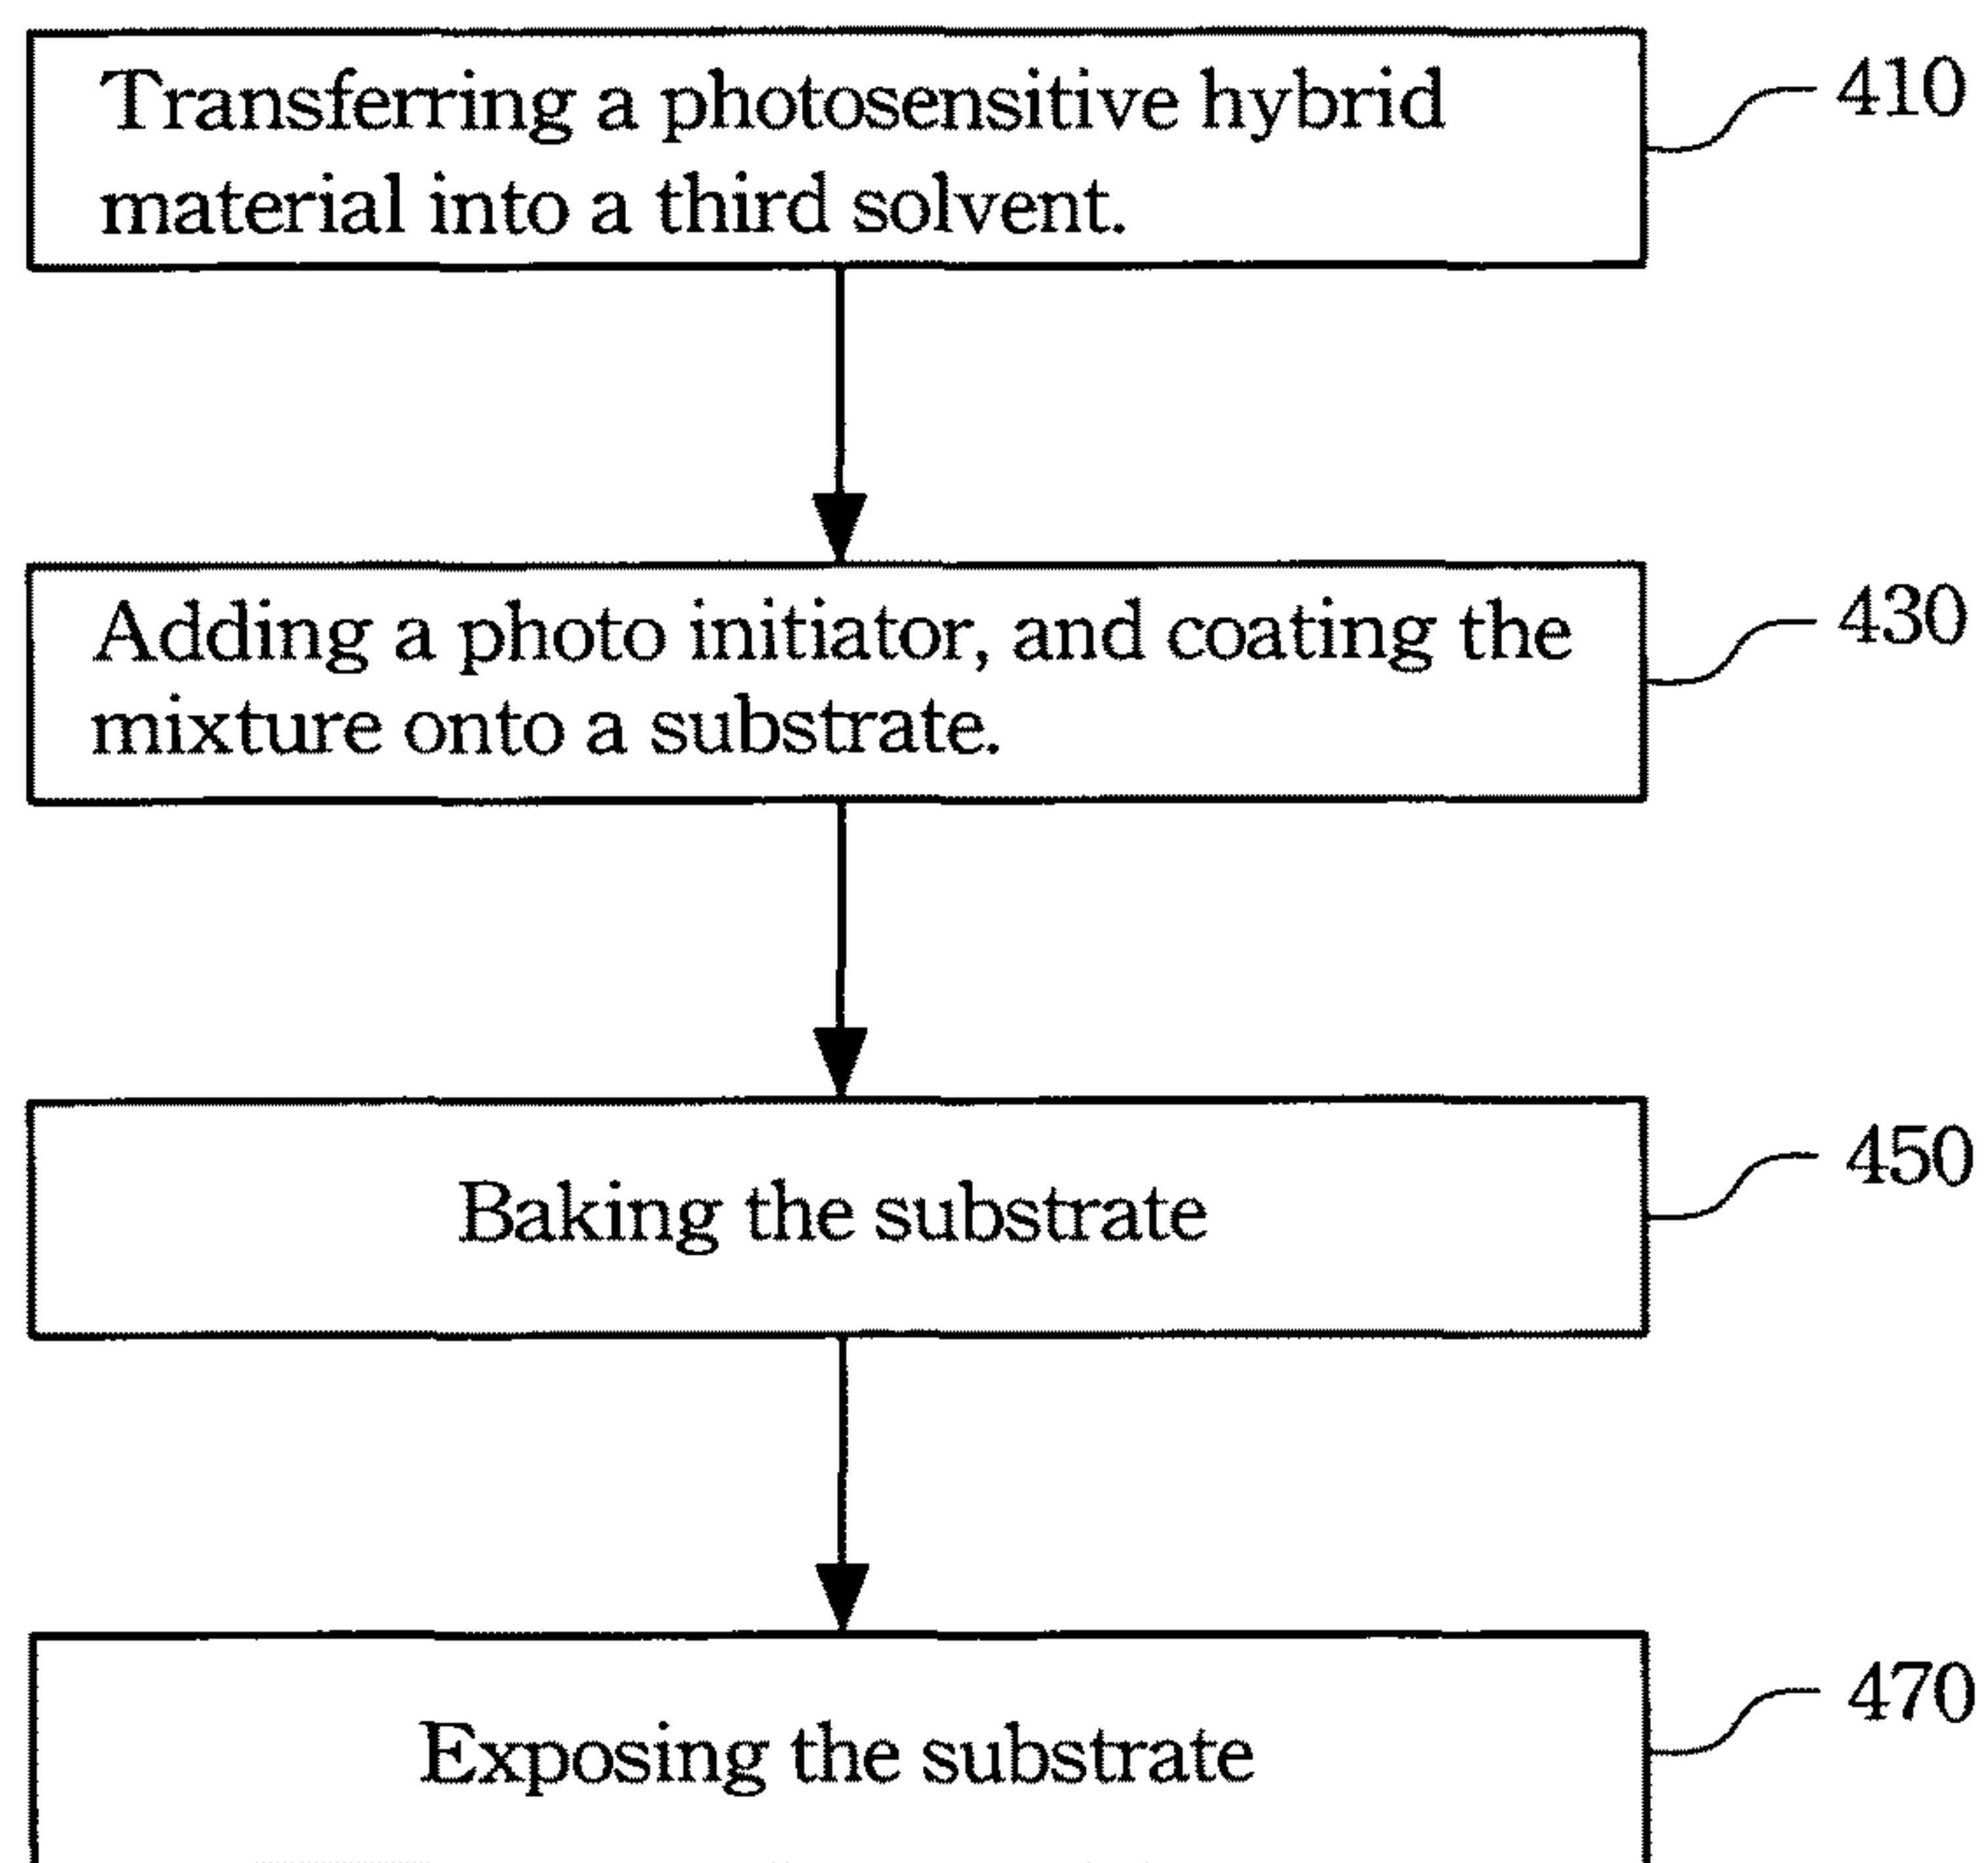 Transferring a photosensitive hybrid
material into a third solvent.
410
Adding a photo initiator, and coating the
mixture onto a substrate.
430
Baking the substrate
450
Exposing the substrate
470